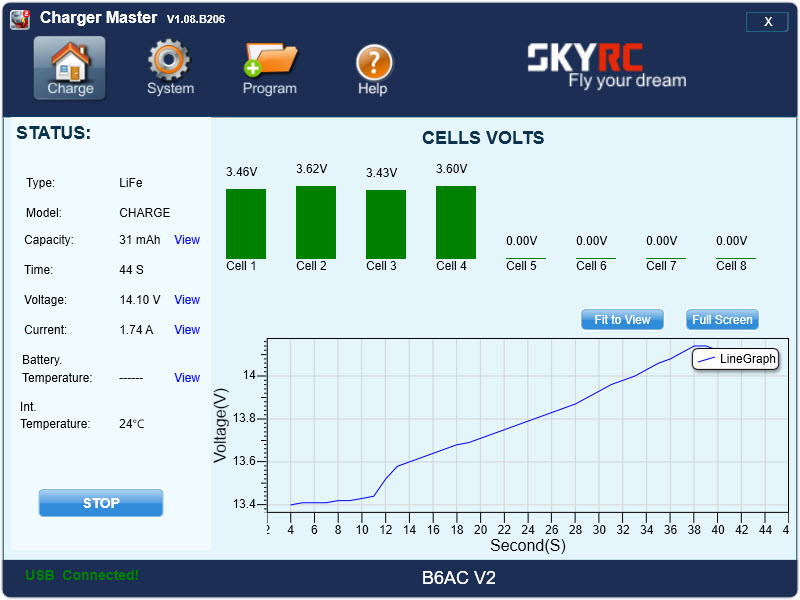 Charger Master V1.08.B206
X
Charge
System
Program
Help
SKYRC
Fly your dream
STATUS:
Type: LiFe
Model: CHARGE
Capacity: 31 mAh View
Time: 44 S
Voltage: 14.10 V View
Current: 1.74 A View
Battery.
Temperature: ------ View
Int.
Temperature: 24°C
STOP
CELLS VOLTS
3.46V 3.62V 3.43V 3.60V 0.00V 0.00V 0.00V 0.00V
Cell 1 Cell 2 Cell 3 Cell 4 Cell 5 Cell 6 Cell 7 Cell 8
Fit to View Full Screen
LineGraph
Voltage(V)
14
13.8
13.6
13.4
2 4 6 8 10 12 14 16 18 20 22 24 26 28 30 32 34 36 38 40 42 44 4
Second(S)
USB Connected!
B6AC V2